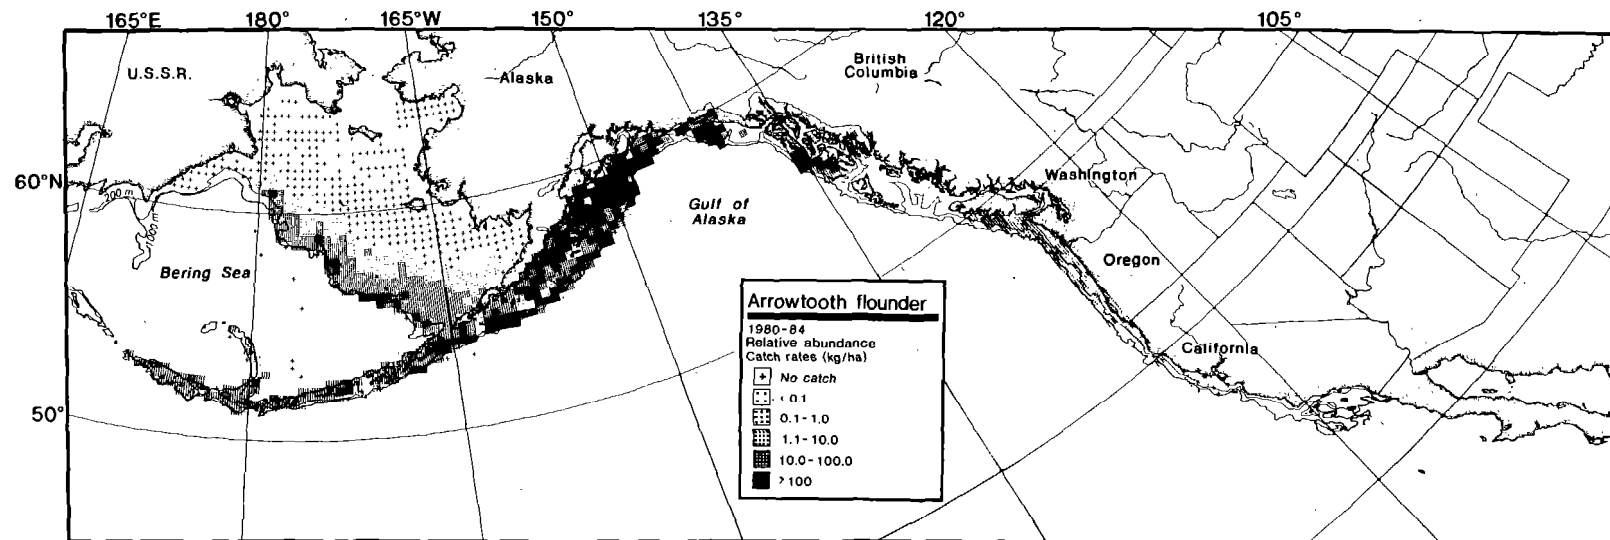 165°E 180° 165°W 150° 135° 120° 105°
U.S.S.R.
Alaska
British
Columbia
60°N
Washington
Gulf of
Alaska
Bering Sea
Oregon
Arrowtooth flounder
1980-84
Relative abundance
Catch rates (kg/ha)
No catch
< 0.1
0.1-1.0
1.1-10.0
10.0-100.0
>100
California
50°